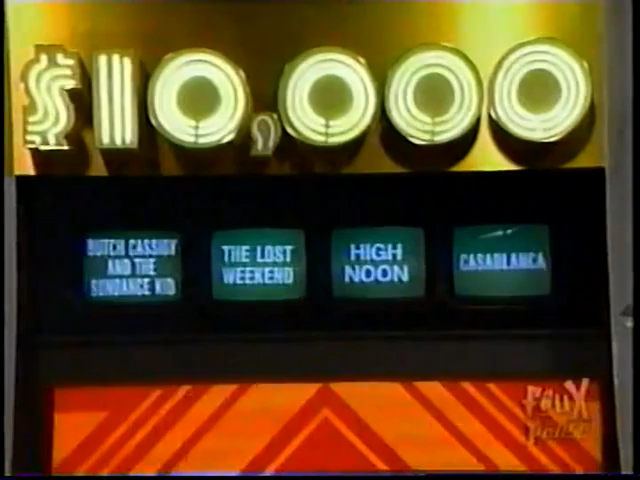 $10,000
BUTCH CASSIDY
AND THE
SUNDANCE KID
THE LOST
WEEKEND
HIGH
NOON
CASABLANCA
FauX
Pause